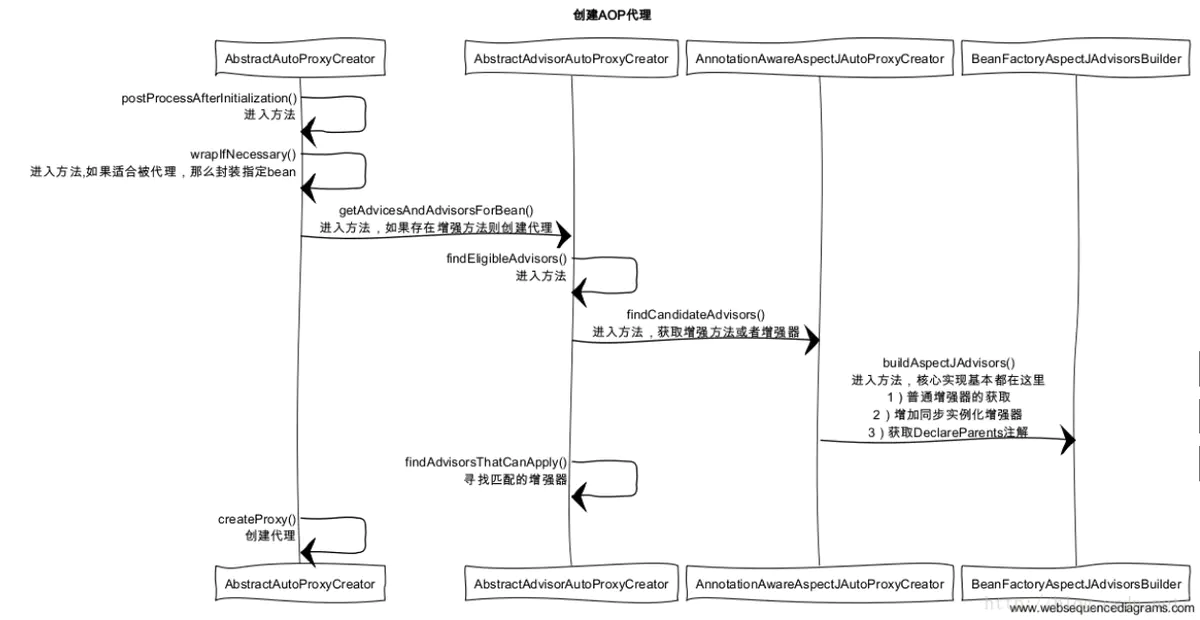 创建AOP代理
AbstractAutoProxyCreator
AbstractAdvisorAutoProxyCreator
AnnotationAwareAspectJAutoProxyCreator
BeanFactoryAspectJAdvisorsBuilder
postProcessAfterInitialization()
进入方法
wrapIfNecessary()
进入方法,如果适合被代理，那么封装指定bean
getAdvicesAndAdvisorsForBean()
进入方法，如果存在增强方法则创建代理
findEligibleAdvisors()
进入方法
findCandidateAdvisors()
进入方法，获取增强方法或者增强器
buildAspectJAdvisors()
进入方法，核心实现基本都在这里
1）普通增强器的获取
2）增加同步实例化增强器
3）获取DeclareParents注解
findAdvisorsThatCanApply()
寻找匹配的增强器
createProxy()
创建代理
AbstractAutoProxyCreator
AbstractAdvisorAutoProxyCreator
AnnotationAwareAspectJAutoProxyCreator
BeanFactoryAspectJAdvisorsBuilder
www.websequencediagrams.com